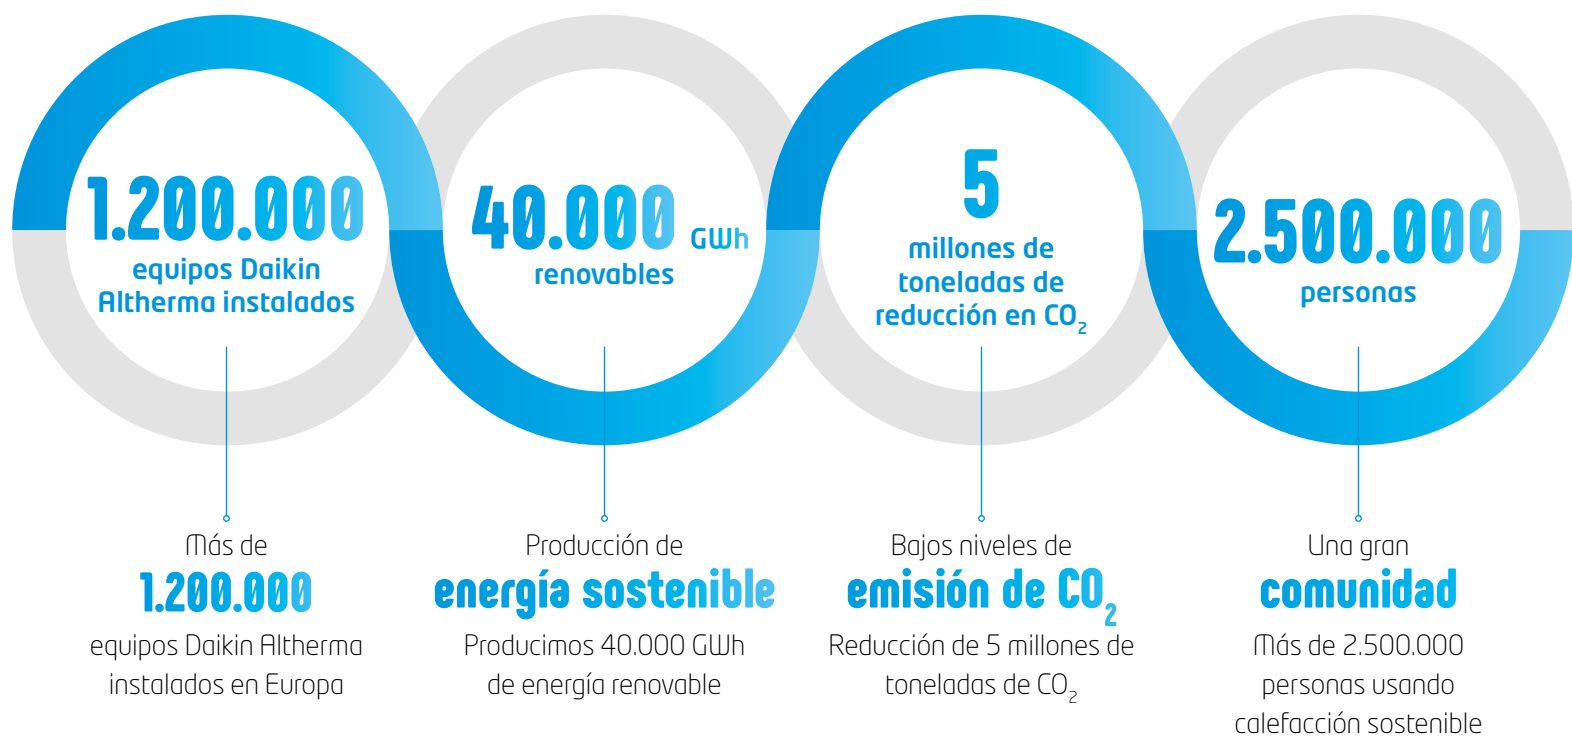 1.200.000
equipos Daikin
Altherma instalados
40.000 GWh
renovables
5
millones de
toneladas de
reducción en CO₂
2.500.000
personas
Más de
1.200.000
equipos Daikin Altherma
instalados en Europa
Producción de
energía sostenible
Producimos 40.000 GWh
de energía renovable
Bajos niveles de
emisión de CO₂
Reducción de 5 millones de
toneladas de CO₂
Una gran
comunidad
Más de 2.500.000
personas usando
calefacción sostenible